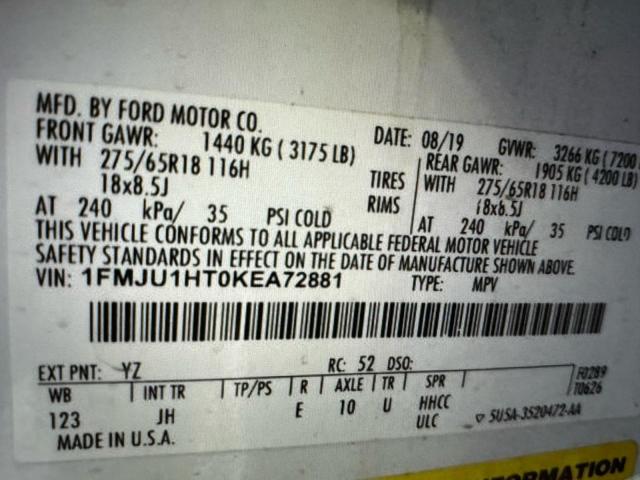 MFD. BY FORD MOTOR CO.
DATE: 08/19 GVWR: 3266 KG (7200
FRONT GAWR: 1440 KG (3175 LB) REAR GAWR: 1905 KG (4200 LB)
WITH 275/65R18 116H TIRES WITH 275/65R18 116H
18x8.5J RIMS 18x8.5J
AT 240 kPa/ 35 PSI COLD AT 240 kPa/ 35 PSI COLD
THIS VEHICLE CONFORMS TO ALL APPLICABLE FEDERAL MOTOR VEHICLE
SAFETY STANDARDS IN EFFECT ON THE DATE OF MANUFACTURE SHOWN ABOVE.
VIN: 1FMJU1HT0KEA72881 TYPE: MPV
EXT PNT: YZ RC: 52 DSO: F0289
WB INT TR TP/PS R AXLE TR SPR T0626
123 JH E 10 U HHCC
ULC 5U5A-3520472-AA
MADE IN U.S.A.
INFORMATION